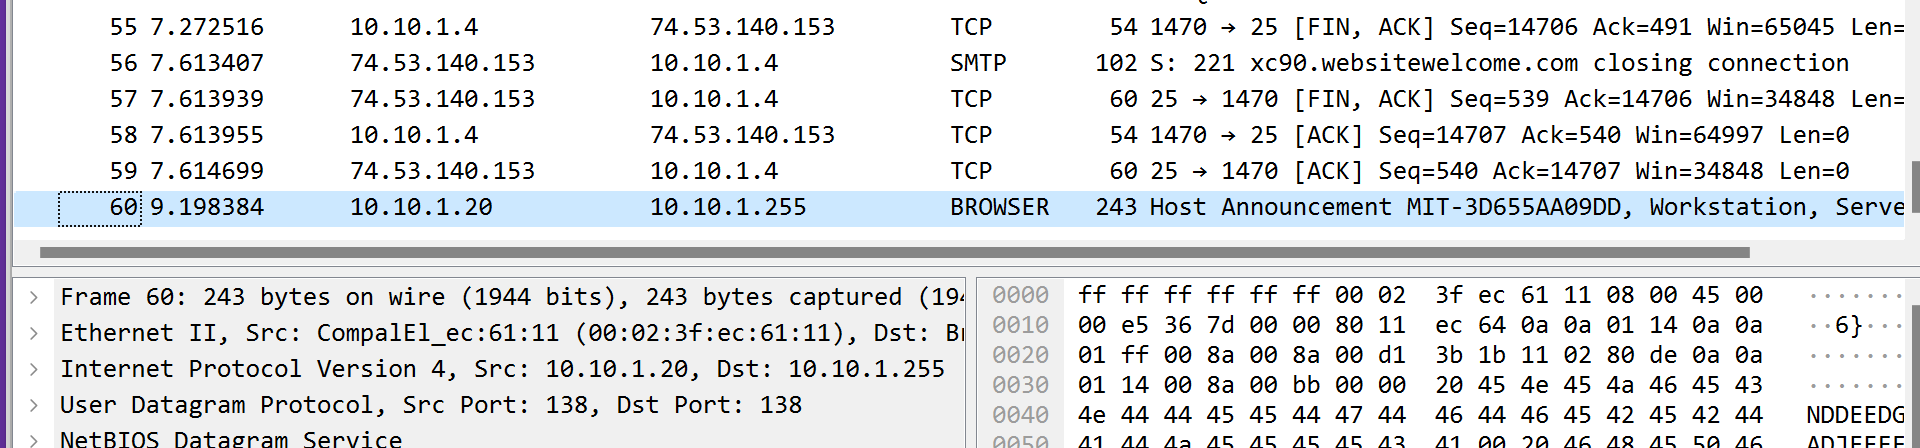 55 7.272516 10.10.1.4 74.53.140.153 TCP 54 1470 → 25 [FIN, ACK] Seq=14706 Ack=491 Win=65045 Len=
56 7.613407 74.53.140.153 10.10.1.4 SMTP 102 S: 221 xc90.websitewelcome.com closing connection
57 7.613939 74.53.140.153 10.10.1.4 TCP 60 25 → 1470 [FIN, ACK] Seq=539 Ack=14706 Win=34848 Len=
58 7.613955 10.10.1.4 74.53.140.153 TCP 54 1470 → 25 [ACK] Seq=14707 Ack=540 Win=64997 Len=0
59 7.614699 74.53.140.153 10.10.1.4 TCP 60 25 → 1470 [ACK] Seq=540 Ack=14707 Win=34848 Len=0
60 9.198384 10.10.1.20 10.10.1.255 BROWSER 243 Host Announcement MIT-3D655AA09DD, Workstation, Serve
Frame 60: 243 bytes on wire (1944 bits), 243 bytes captured (194
Ethernet II, Src: CompalEl_ec:61:11 (00:02:3f:ec:61:11), Dst: Br
Internet Protocol Version 4, Src: 10.10.1.20, Dst: 10.10.1.255
User Datagram Protocol, Src Port: 138, Dst Port: 138
NetBIOS Datagram Service
0000 ff ff ff ff ff ff 00 02 3f ec 61 11 08 00 45 00 ·······
0010 00 e5 36 7d 00 00 80 11 ec 64 0a 0a 01 14 0a 0a ··6}···
0020 01 ff 00 8a 00 8a 00 d1 3b 1b 11 02 80 de 0a 0a ·······
0030 01 14 00 8a 00 bb 00 00 20 45 4e 45 4a 46 45 43 ·······
0040 4e 44 44 45 45 44 47 44 46 44 46 45 42 45 42 44 NDDEEDG
0050 41 44 4a 45 45 45 45 43 41 00 20 46 48 45 50 46 ADJEEEE